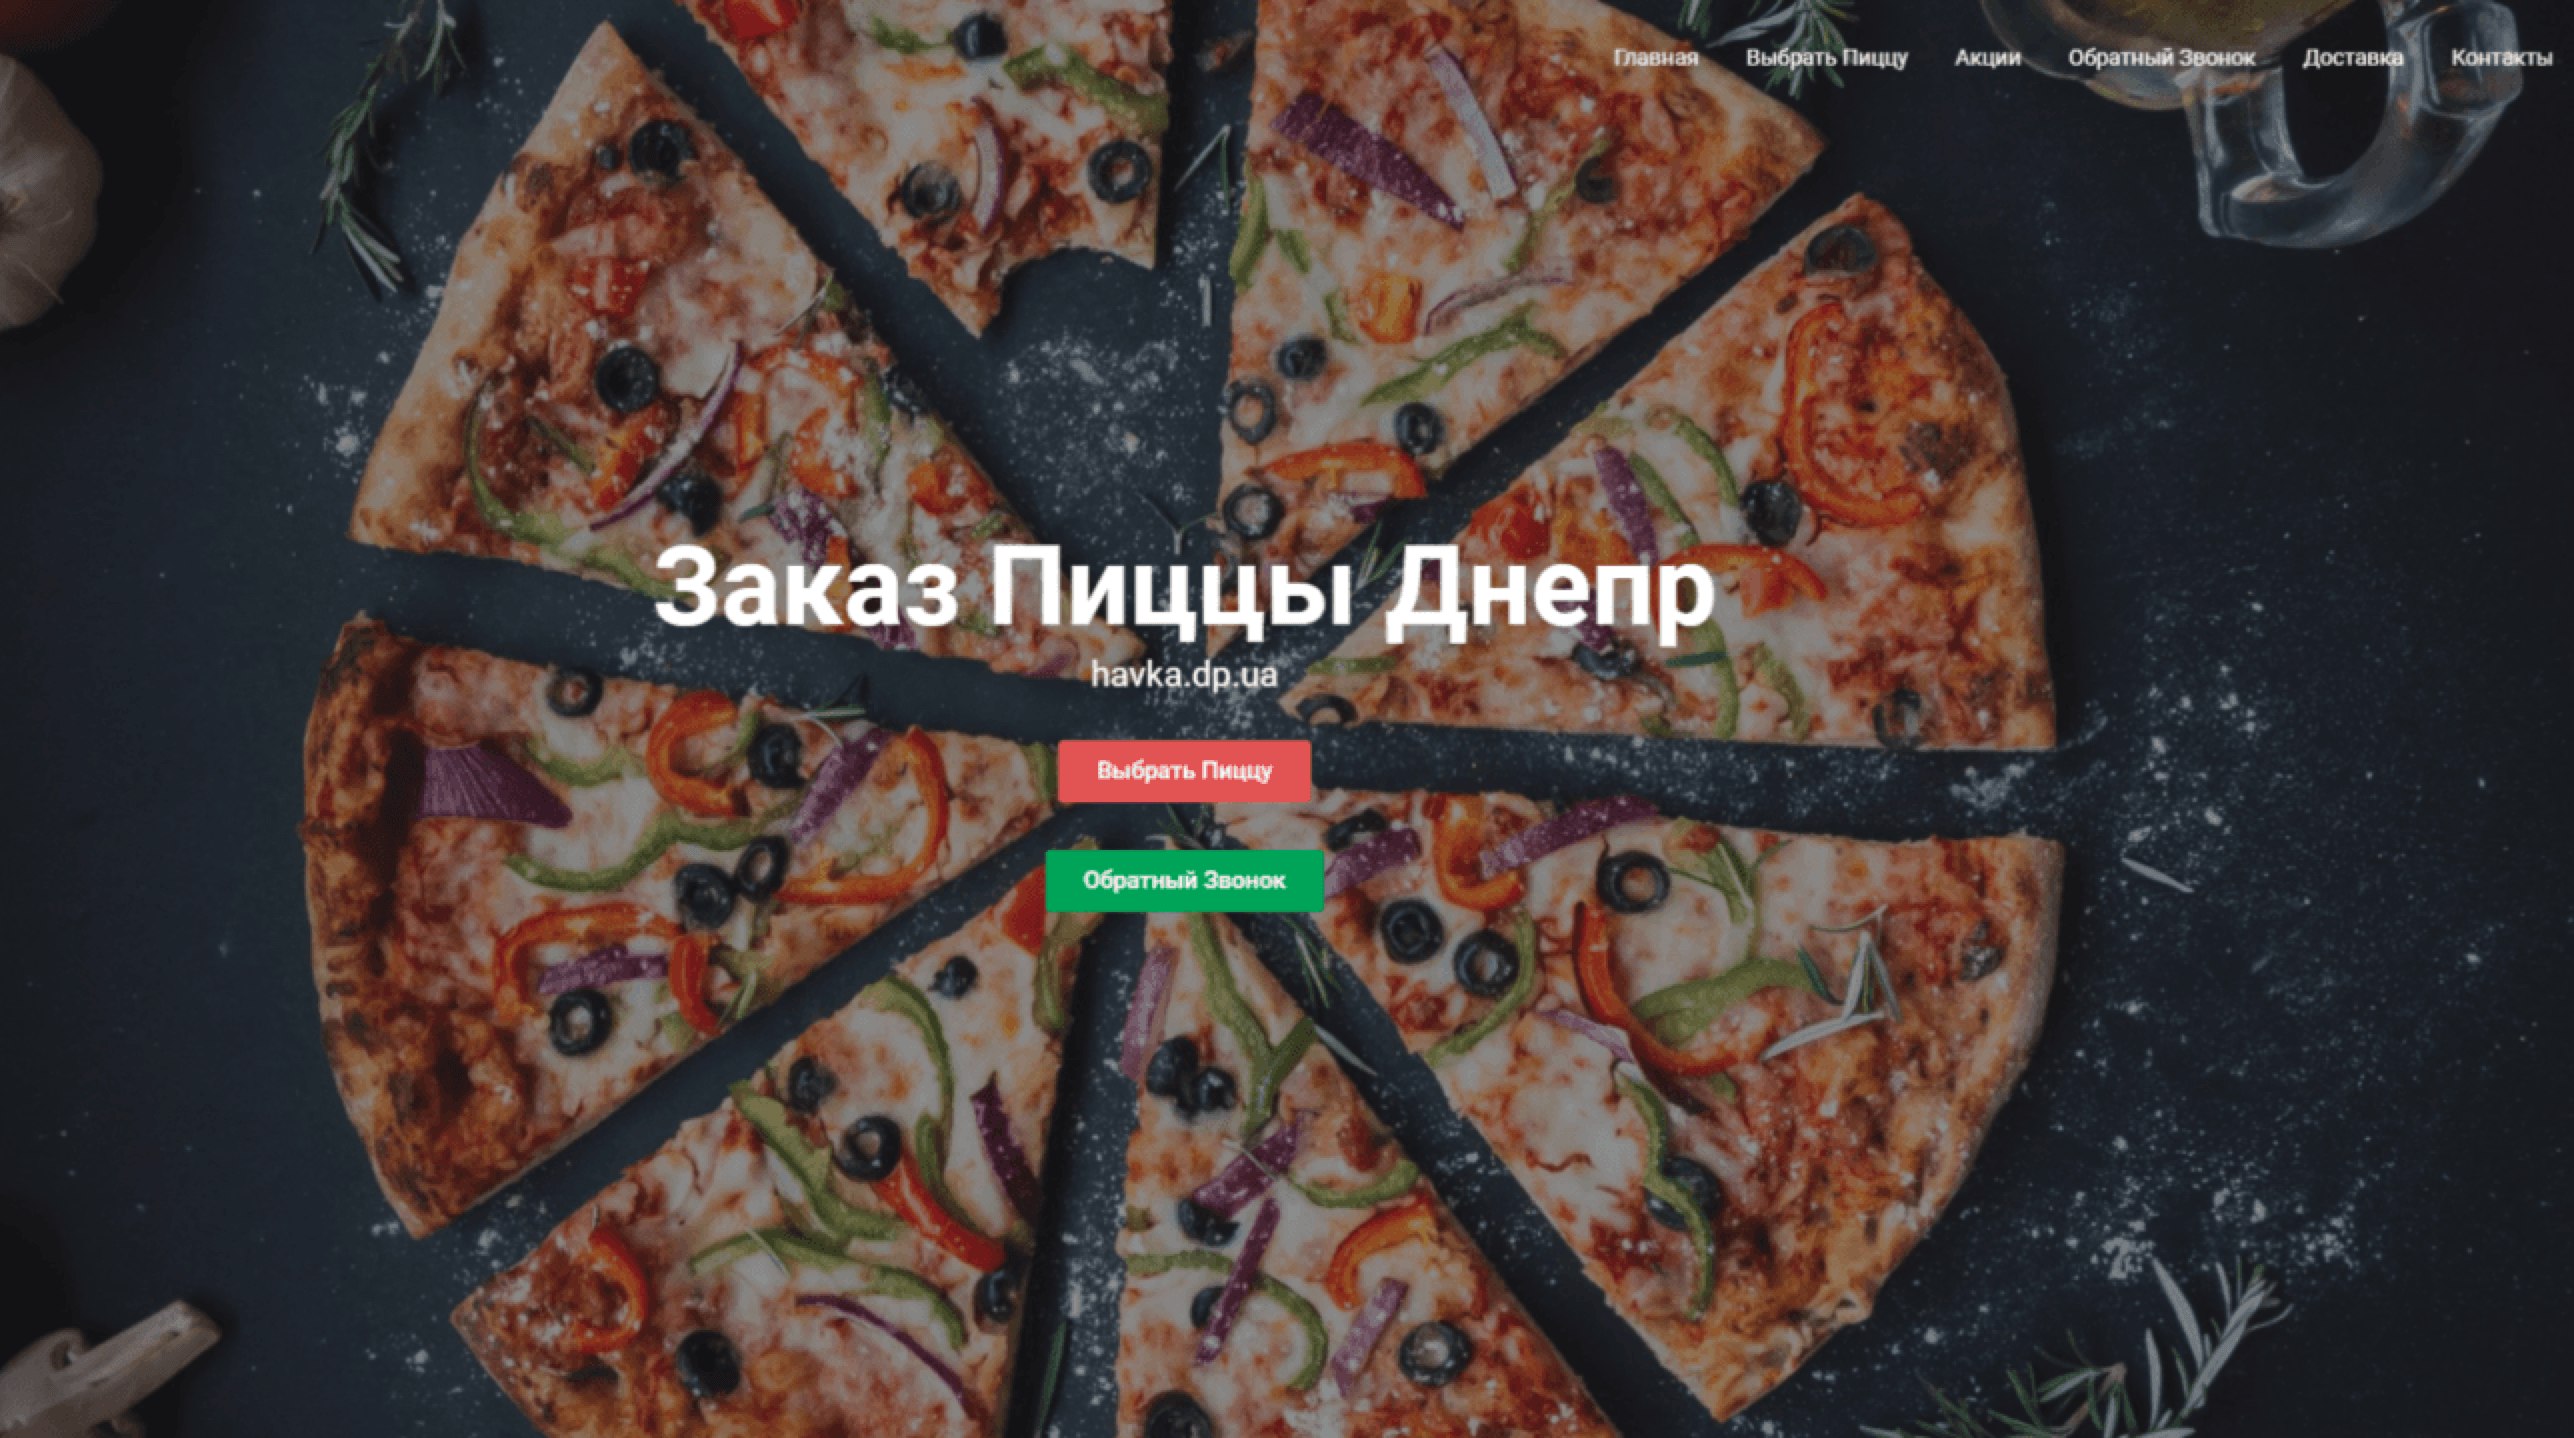 Главная Выбрать Пиццу Акции Обратный Звонок Доставка Контакты
Заказ Пиццы Днепр
havka.dp.ua
Выбрать Пиццу
Обратный Звонок